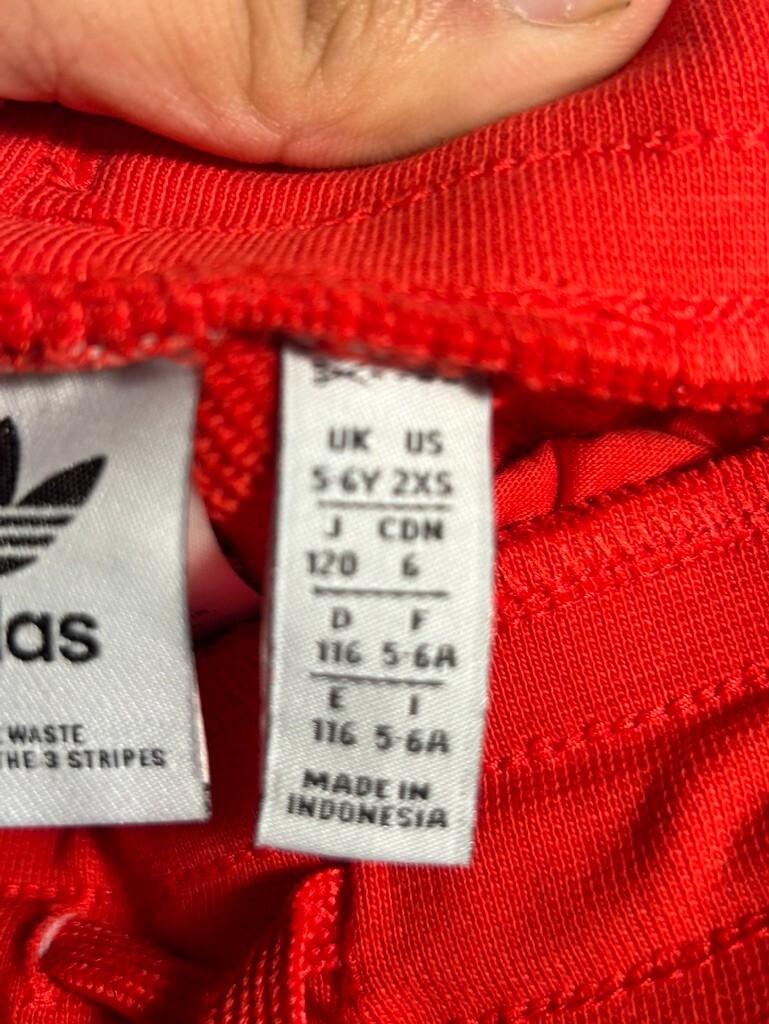 das
WASTE
THE 3 STRIPES
UK US
5-6Y 2XS
J CDN
120 6
D F
116 5-6A
E I
116 5-6A
MADE IN
INDONESIA